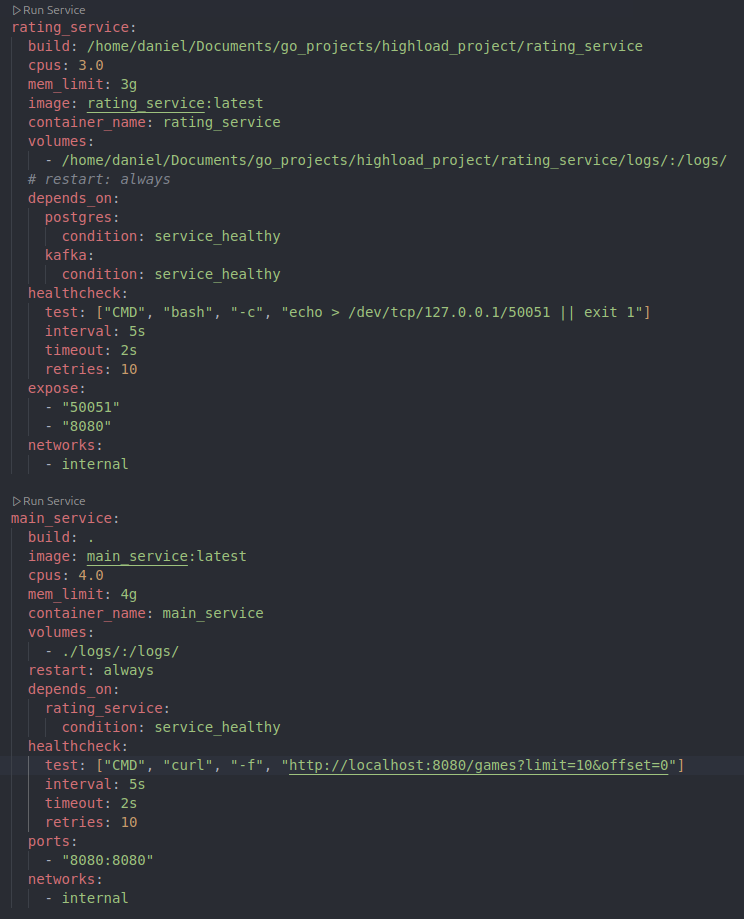 Run Service
rating_service:
  build: /home/daniel/Documents/go_projects/highload_project/rating_service
  cpus: 3.0
  mem_limit: 3g
  image: rating_service:latest
  container_name: rating_service
  volumes:
    - /home/daniel/Documents/go_projects/highload_project/rating_service/logs/:/logs/
  # restart: always
  depends_on:
    postgres:
      condition: service_healthy
    kafka:
      condition: service_healthy
  healthcheck:
    test: ["CMD", "bash", "-c", "echo > /dev/tcp/127.0.0.1/50051 || exit 1"]
    interval: 5s
    timeout: 2s
    retries: 10
  expose:
    - "50051"
    - "8080"
  networks:
    - internal
Run Service
main_service:
  build: .
  image: main_service:latest
  cpus: 4.0
  mem_limit: 4g
  container_name: main_service
  volumes:
    - ./logs/:/logs/
  restart: always
  depends_on:
    rating_service:
      condition: service_healthy
  healthcheck:
    test: ["CMD", "curl", "-f", "http://localhost:8080/games?limit=10&offset=0"]
    interval: 5s
    timeout: 2s
    retries: 10
  ports:
    - "8080:8080"
  networks:
    - internal